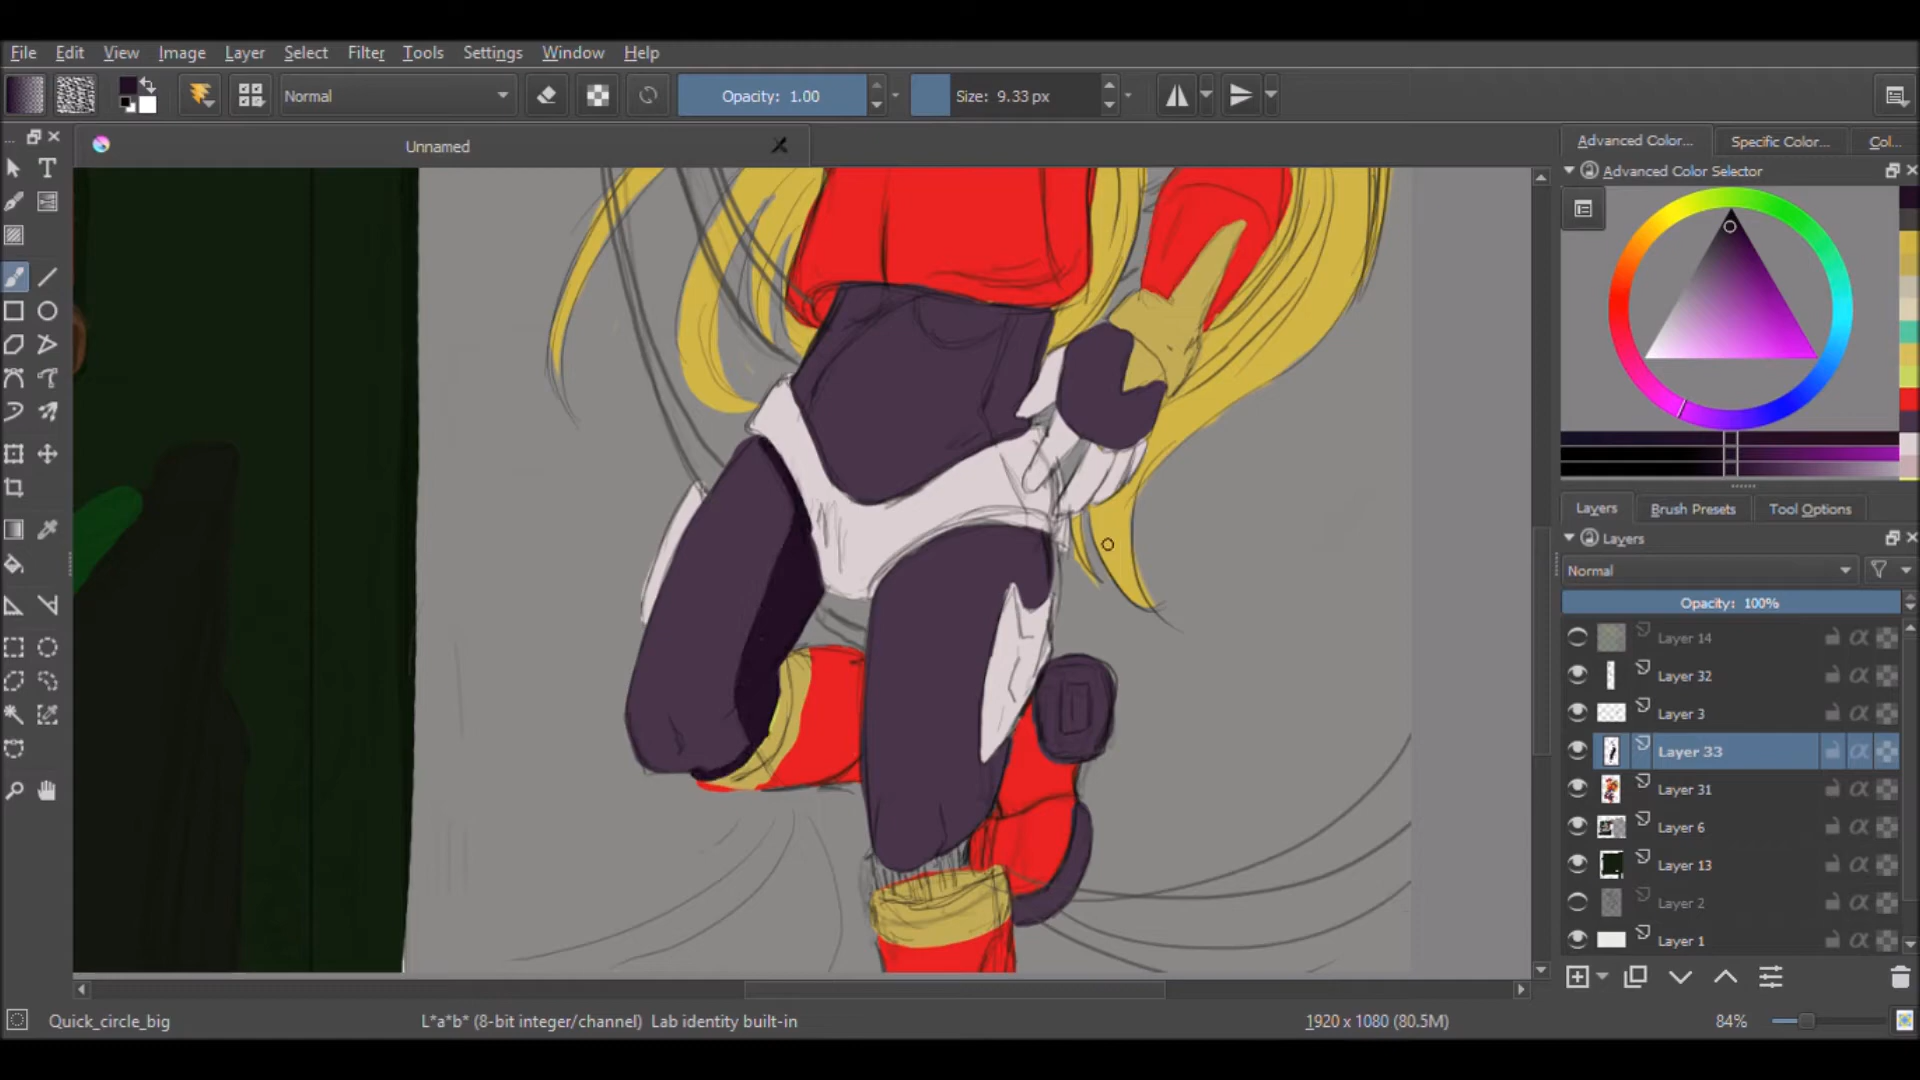 File Edit View Image Layer Select Filter Tools Settings Window Help
Normal Opacity: 1.00 Size: 9.33 px
Unnamed
Advanced Color... Specific Color... Col...
Advanced Color Selector
Layers Brush Presets Tool Options
Layers
Normal
Opacity: 100%
Layer 14
Layer 32
Layer 3
Layer 33
Layer 31
Layer 6
Layer 13
Layer 2
Layer 1
Quick_circle_big L*a*b* (8-bit integer/channel) Lab identity built-in 1920 x 1080 (80.5M) 84%